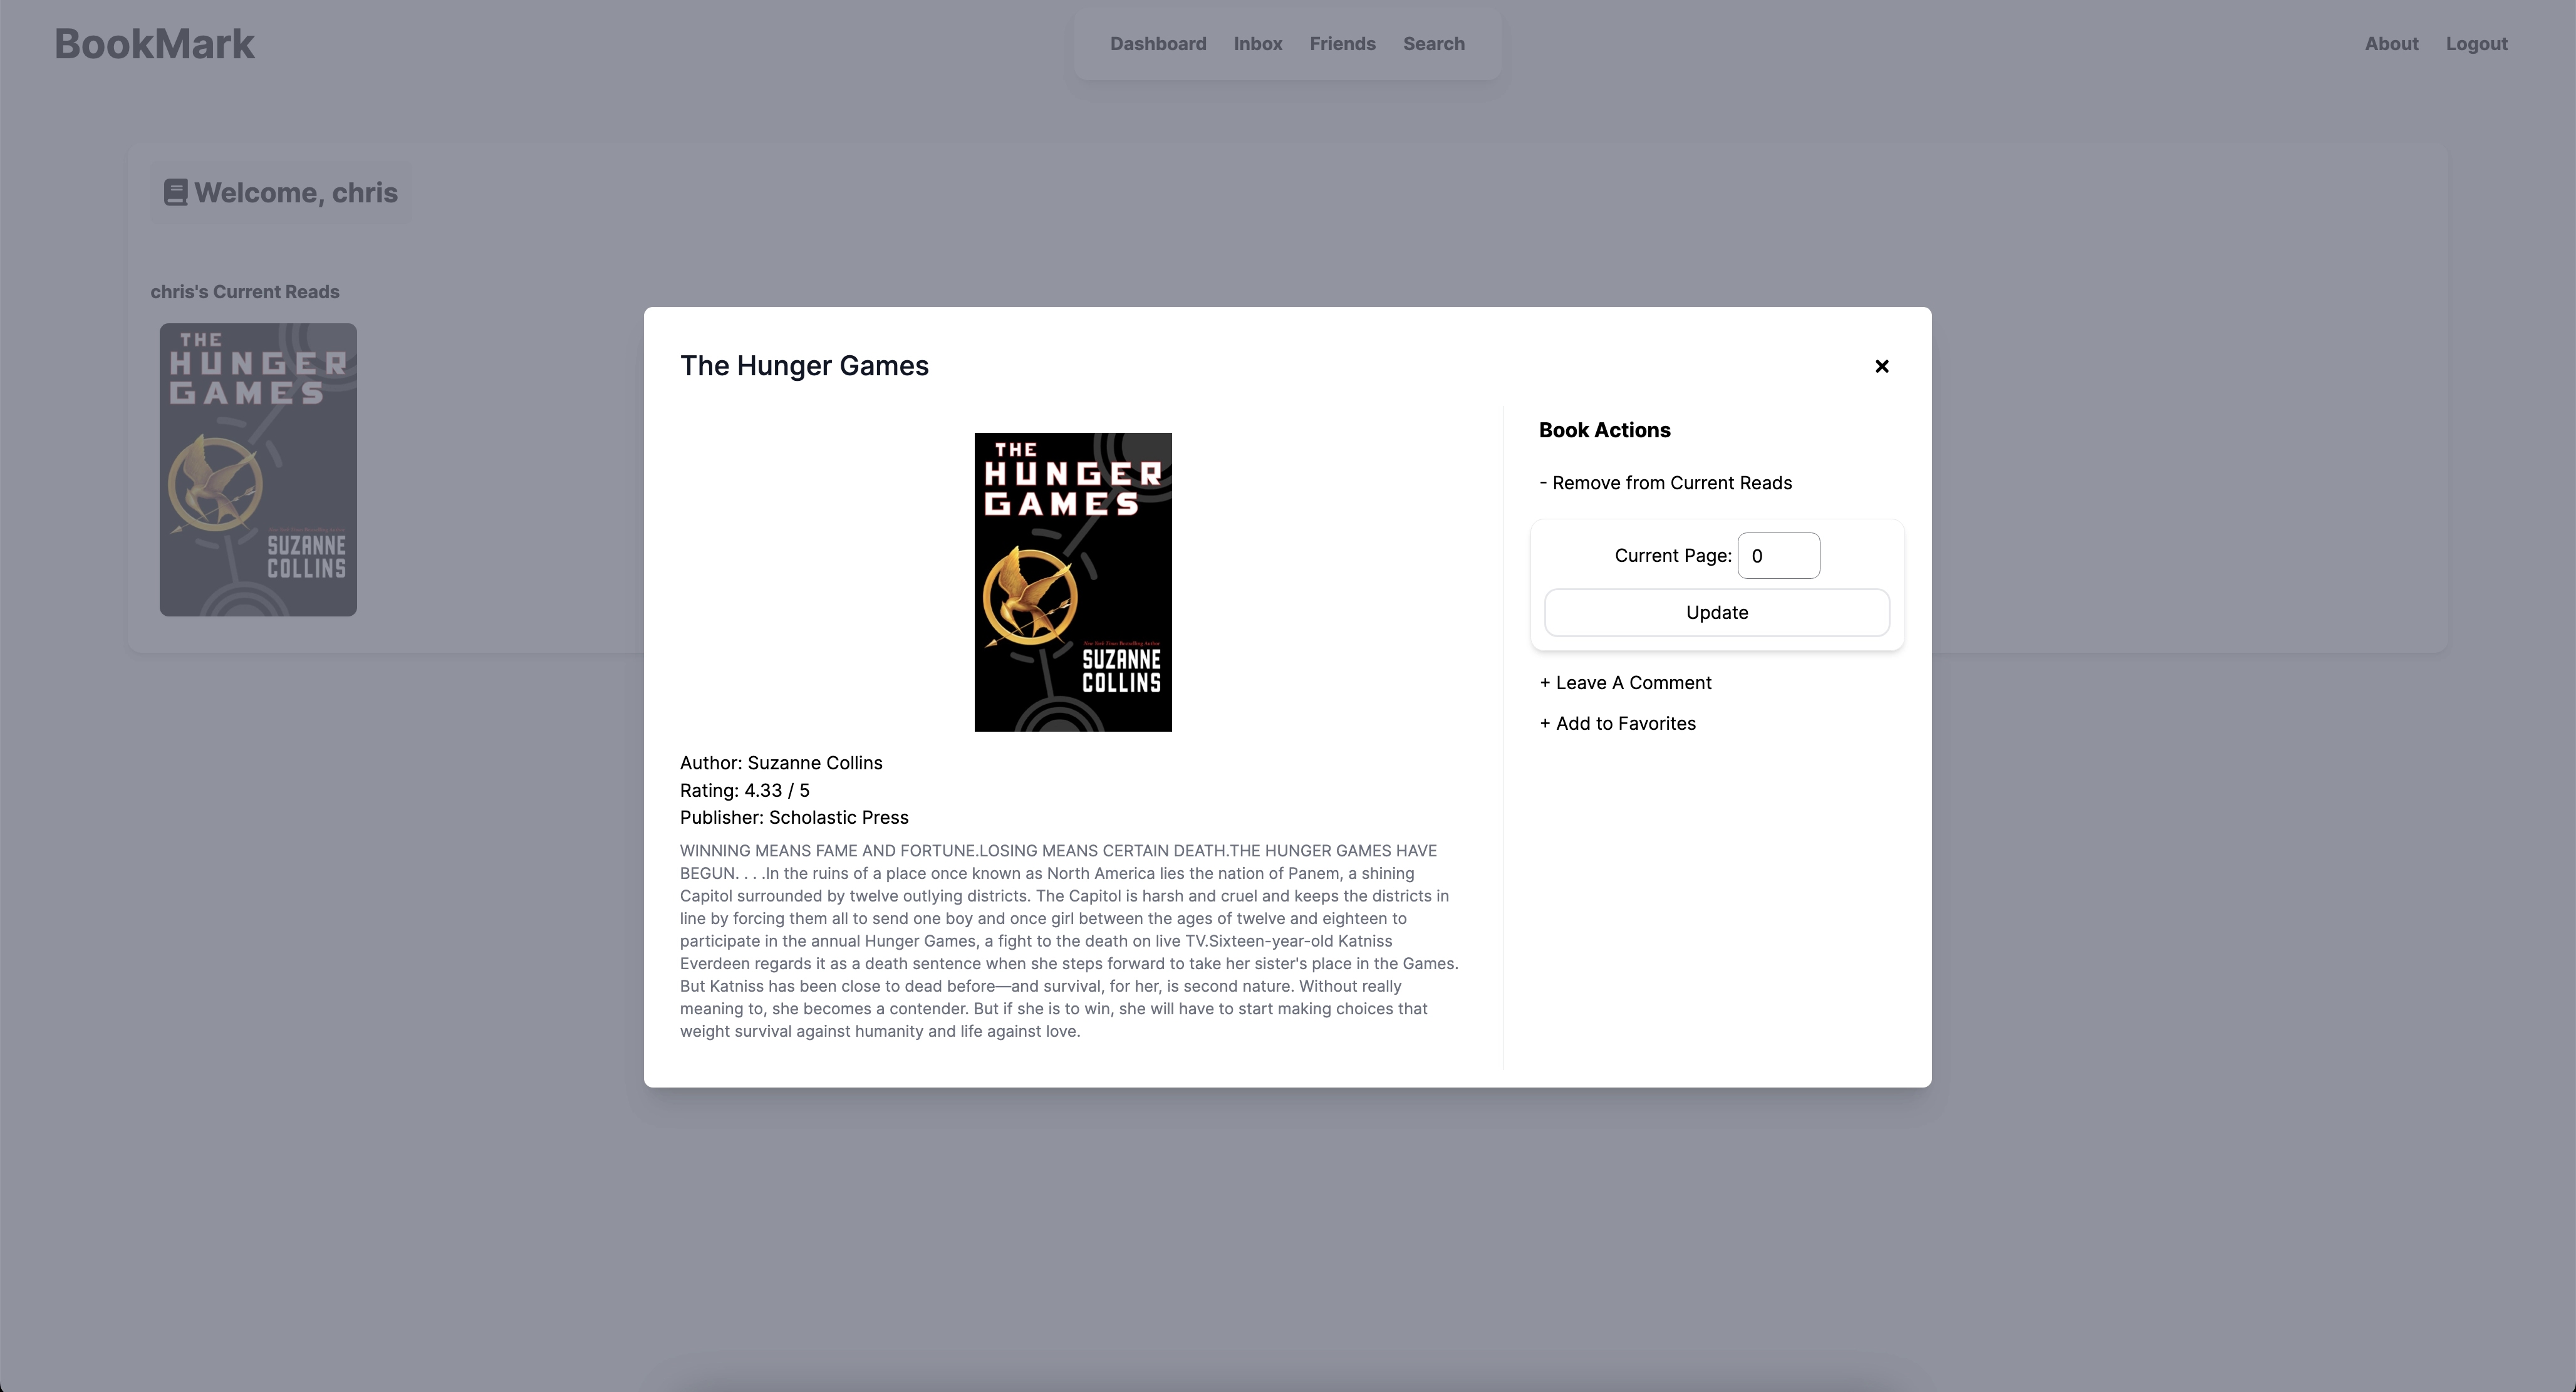 BookMark
Dashboard Inbox Friends Search
About Logout
Welcome, chris
chris's Current Reads
THE
HUNGER
GAMES
SUZANNE
COLLINS
The Hunger Games
THE
HUNGER
GAMES
New York Times Bestselling Author
SUZANNE
COLLINS
Author: Suzanne Collins
Rating: 4.33 / 5
Publisher: Scholastic Press
WINNING MEANS FAME AND FORTUNE.LOSING MEANS CERTAIN DEATH.THE HUNGER GAMES HAVE
BEGUN. . . .In the ruins of a place once known as North America lies the nation of Panem, a shining
Capitol surrounded by twelve outlying districts. The Capitol is harsh and cruel and keeps the districts in
line by forcing them all to send one boy and once girl between the ages of twelve and eighteen to
participate in the annual Hunger Games, a fight to the death on live TV.Sixteen-year-old Katniss
Everdeen regards it as a death sentence when she steps forward to take her sister's place in the Games.
But Katniss has been close to dead before—and survival, for her, is second nature. Without really
meaning to, she becomes a contender. But if she is to win, she will have to start making choices that
weight survival against humanity and life against love.
Book Actions
- Remove from Current Reads
Current Page: 0
Update
+ Leave A Comment
+ Add to Favorites